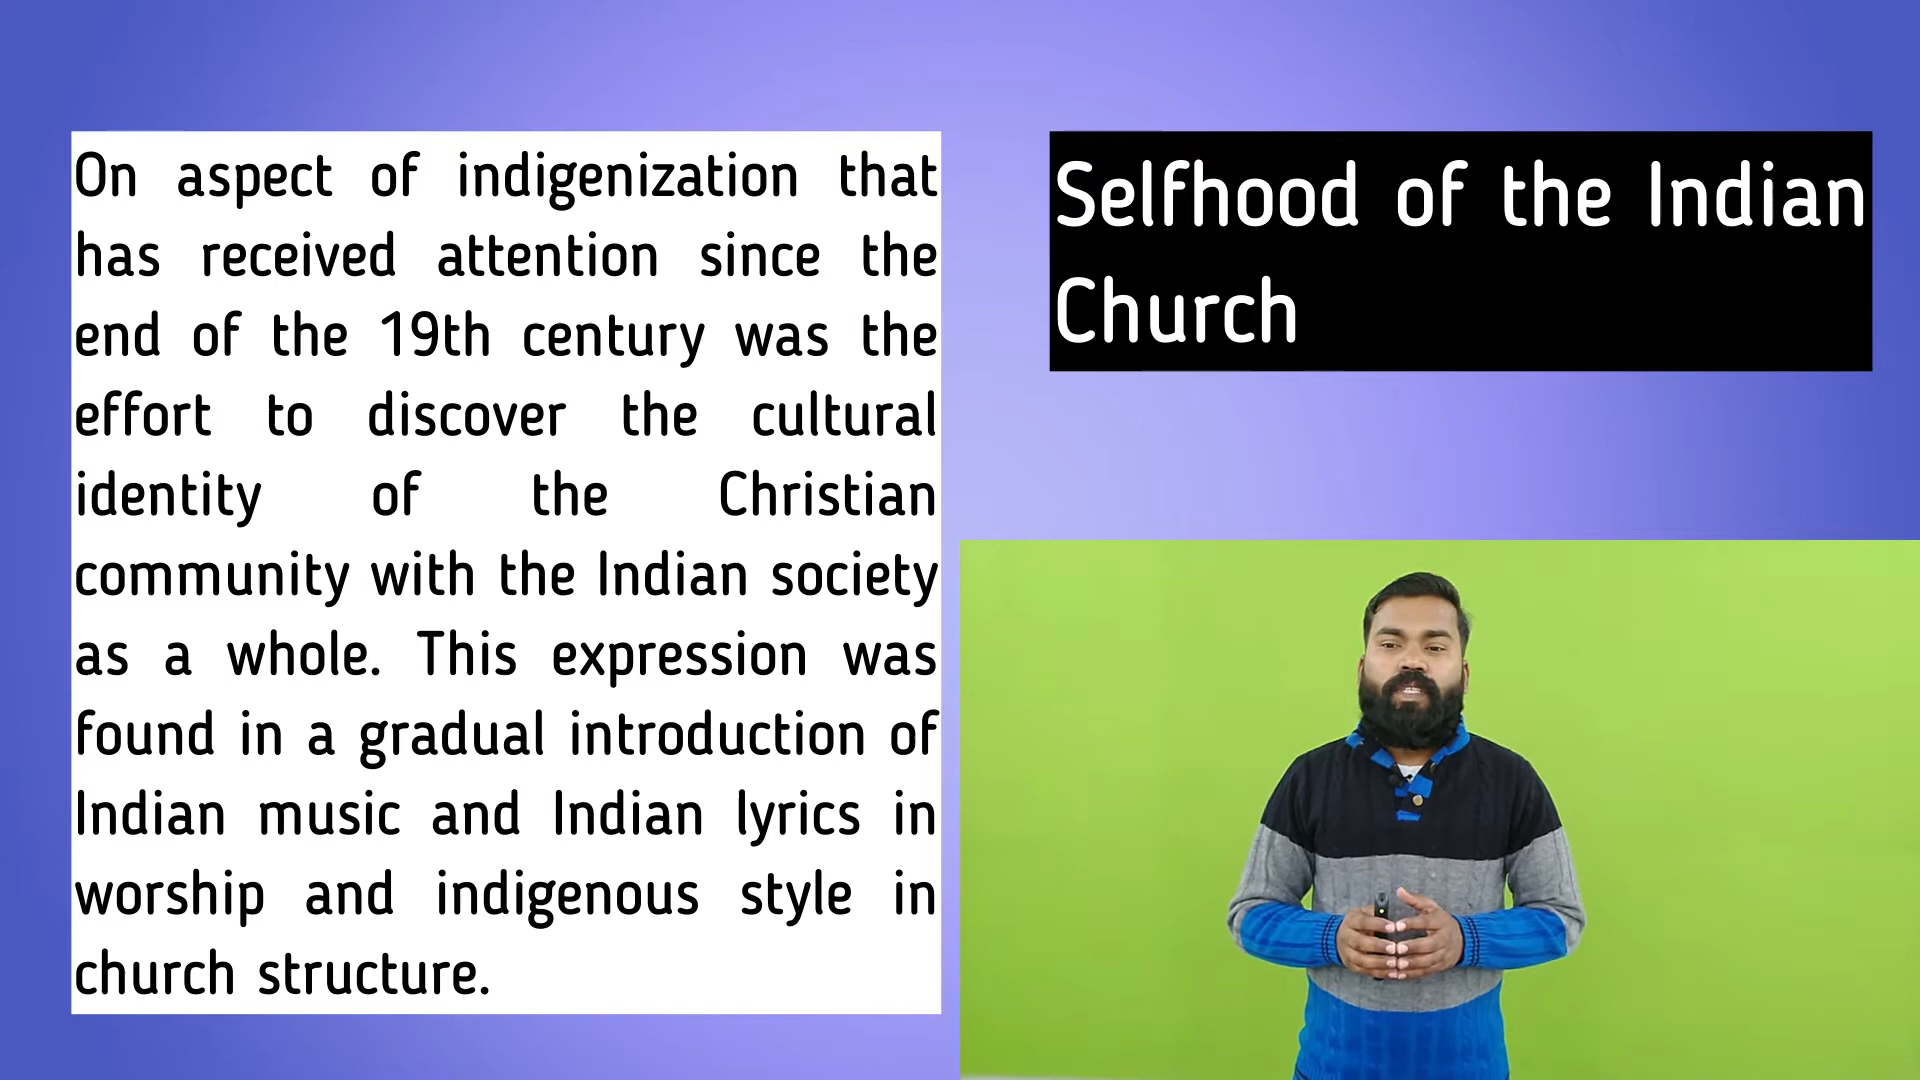 On aspect of indigenization that
has received attention since the
end of the 19th century was the
effort to discover the cultural
identity of the Christian
community with the Indian society
as a whole. This expression was
found in a gradual introduction of
Indian music and Indian lyrics in
worship and indigenous style in
church structure.
Selfhood of the Indian
Church